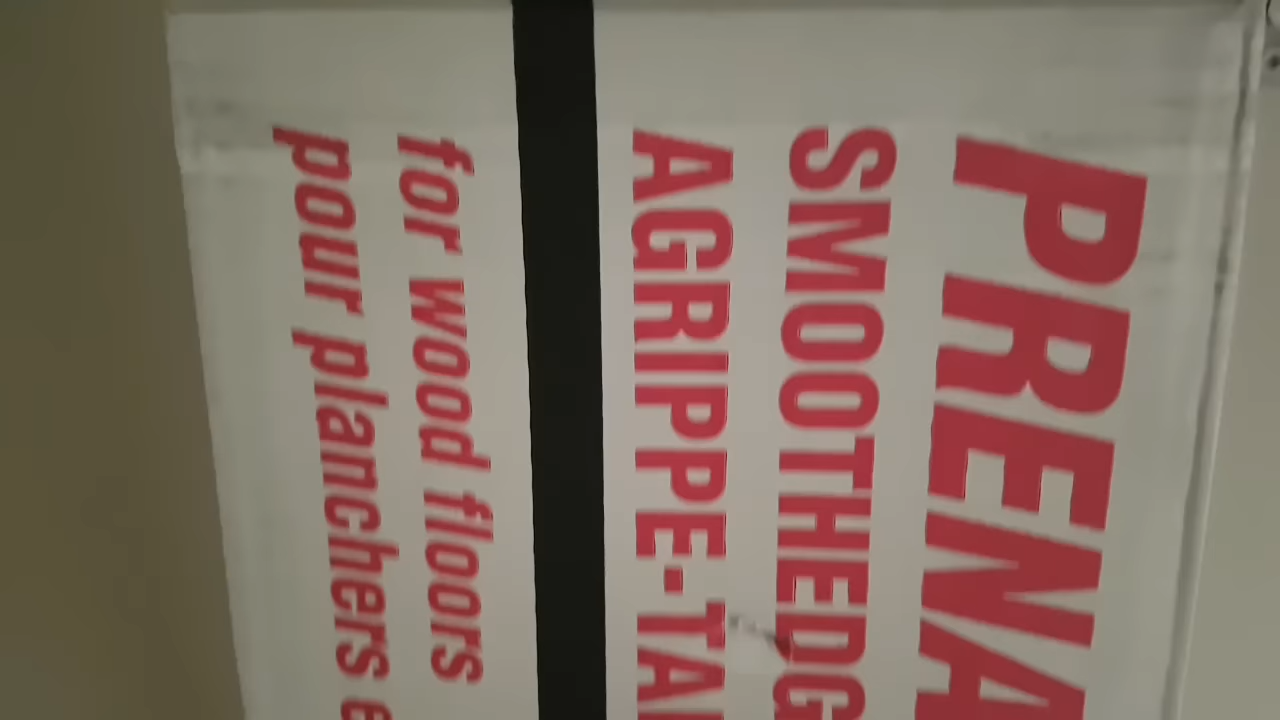 PRENA
SMOOTHEDG
AGRIPPE-TA
for wood floors
pour planchers e